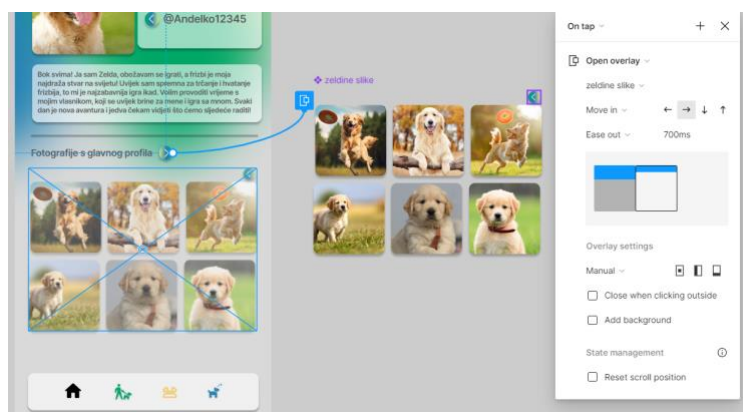 @Andelko12345
Bok svima! Ja sam Zelda, obožavam se igrati, a frizbi je moja
najdraža stvar na svijetu! Uvijek sam spremna za trčanje i hvatanje
frizbija, to mi je najzabavnija igra ikad. Volim provoditi vrijeme s
mojim vlasnikom, koji se uvijek brine za mene i igra sa mnom. Svaki
dan je nova avantura i jedva čekam vidjeti što ćemo sljedeće raditi!
Fotografije s glavnog profila
zeldine slike
On tap
Open overlay
zeldine slike
Move in
Ease out 700ms
Overlay settings
Manual
Close when clicking outside
Add background
State management
Reset scroll position